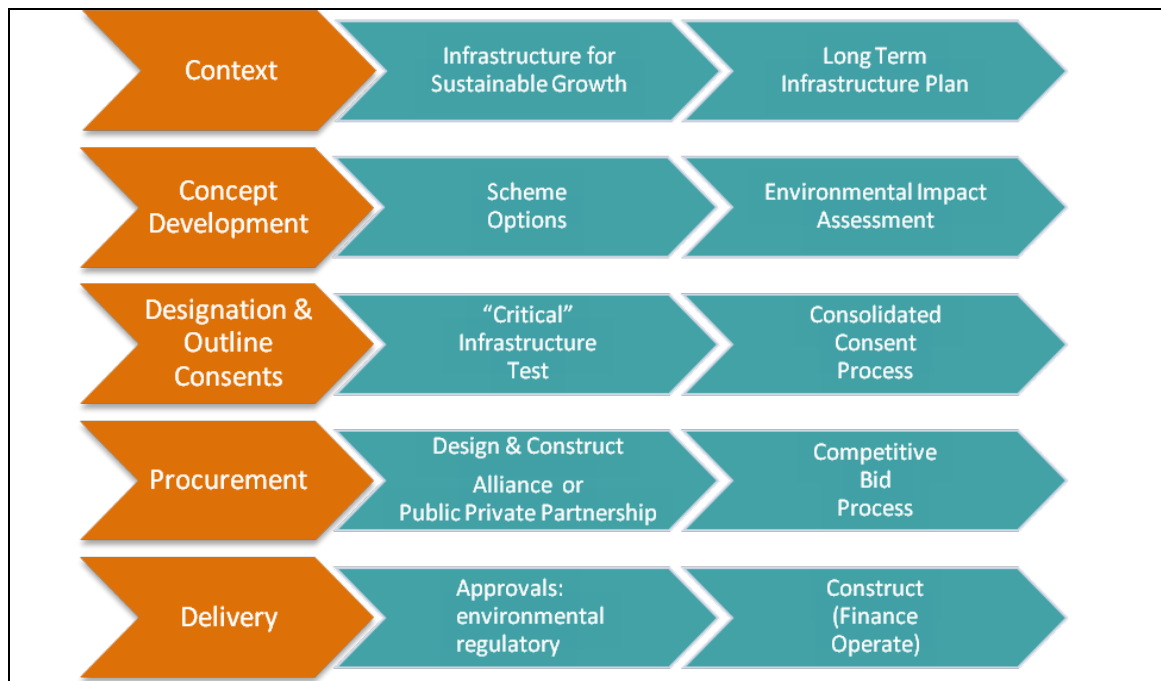 Context
Infrastructure for
Sustainable Growth
Long Term
Infrastructure Plan
Concept
Development
Scheme
Options
Environmental Impact
Assessment
Designation &
Outline
Consents
“Critical”
Infrastructure
Test
Consolidated
Consent
Process
Procurement
Design & Construct
Alliance or
Public Private Partnership
Competitive
Bid
Process
Delivery
Approvals:
environmental
regulatory
Construct
(Finance
Operate)